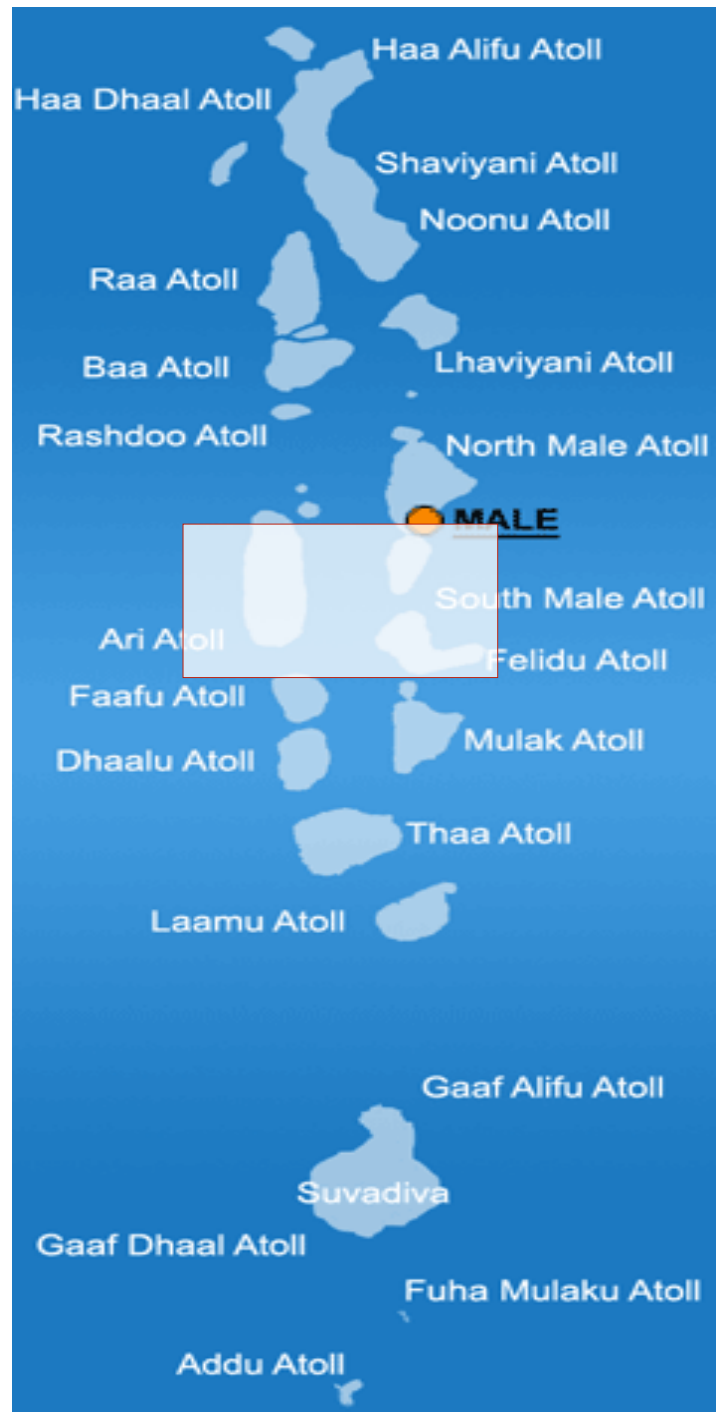 Haa Alifu Atoll
Haa Dhaal Atoll
Shaviyani Atoll
Noonu Atoll
Raa Atoll
Lhaviyani Atoll
Baa Atoll
Rashdoo Atoll
North Male Atoll
MALE
South Male Atoll
Ari Atoll
Felidu Atoll
Faafu Atoll
Mulak Atoll
Dhaalu Atoll
Thaa Atoll
Laamu Atoll
Gaaf Alifu Atoll
Suvadiva
Gaaf Dhaal Atoll
Fuha Mulaku Atoll
Addu Atoll